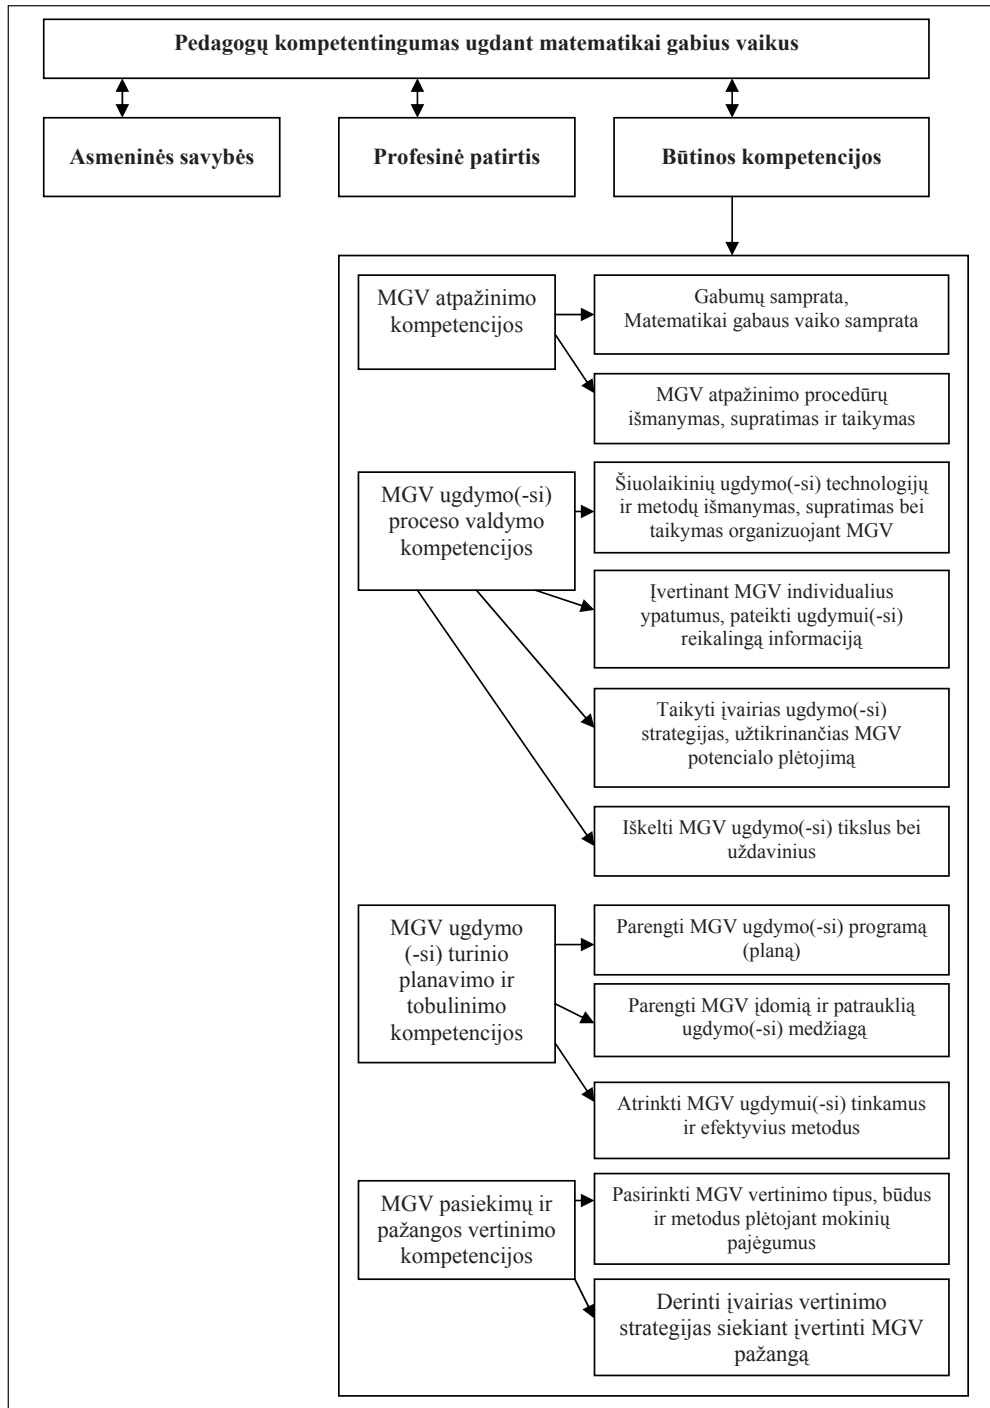 Pedagogų kompetentingumas ugdant matematikai gabius vaikus
Asmeninės savybės
Profesinė patirtis
Būtinos kompetencijos
MGV atpažinimo
kompetencijos
Gabumų samprata,
Matematikai gabaus vaiko samprata
MGV atpažinimo procedūrų
išmanymas, supratimas ir taikymas
MGV ugdymo(-si)
proceso valdymo
kompetencijos
Šiuolaikinių ugdymo(-si) technologijų
ir metodų išmanymas, supratimas bei
taikymas organizuojant MGV
Įvertinant MGV individualius
ypatumus, pateikti ugdymui(-si)
reikalingą informaciją
Taikyti įvairias ugdymo(-si)
strategijas, užtikrinančias MGV
potencialo plėtojimą
Iškelti MGV ugdymo(-si) tikslus bei
uždavinius
MGV ugdymo
(-si) turinio
planavimo ir
tobulinimo
kompetencijos
Parengti MGV ugdymo(-si) programą
(planą)
Parengti MGV įdomią ir patrauklią
ugdymo(-si) medžiagą
Atrinkti MGV ugdymui(-si) tinkamus
ir efektyvius metodus
MGV pasiekimų ir
pažangos vertinimo
kompetencijos
Pasirinkti MGV vertinimo tipus, būdus
ir metodus plėtojant mokinių
pajėgumus
Derinti įvairias vertinimo
strategijas siekiant įvertinti MGV
pažangą